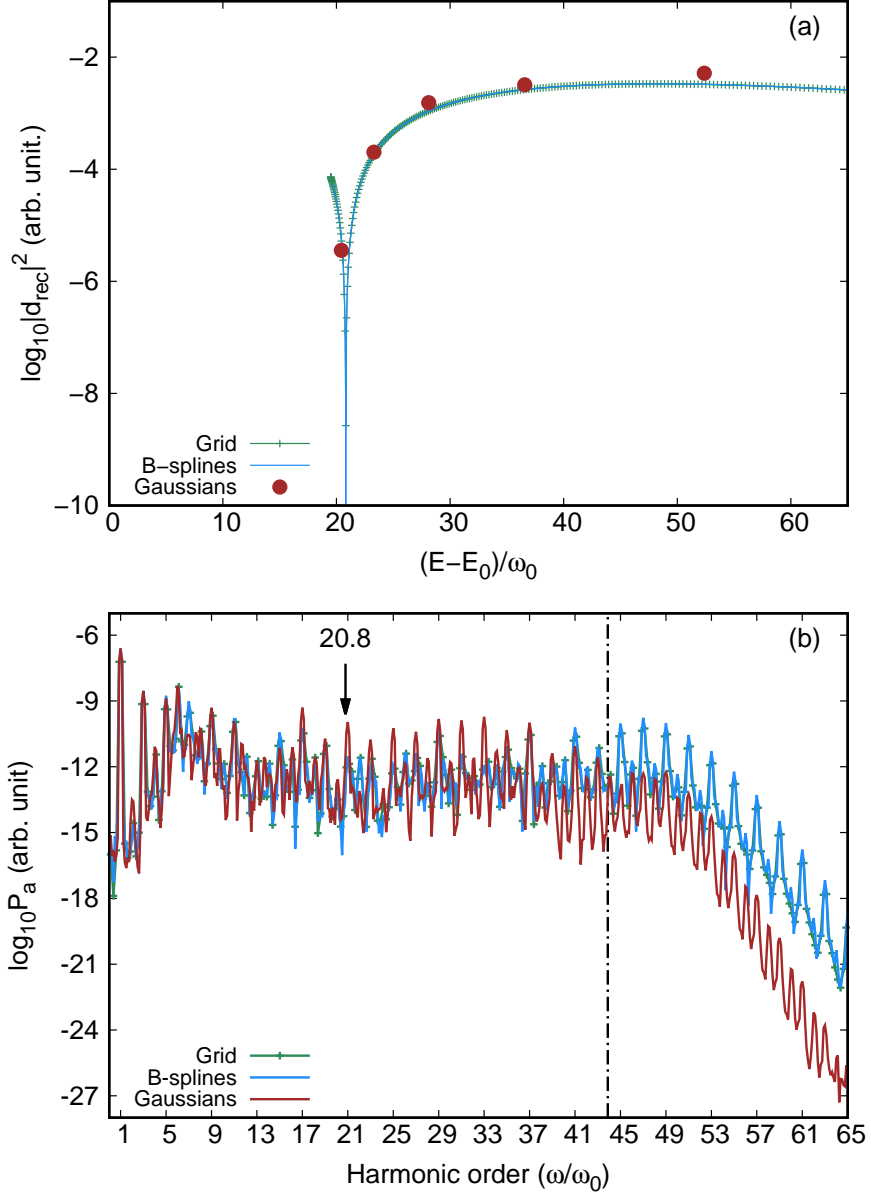 (a)
−2
−4
−6
−8
−10
log₁₀|d_rec|² (arb. unit.)
Grid
B−splines
Gaussians
0 10 20 30 40 50 60
(E−E₀)/ω₀
(b)
20.8
-6
-9
-12
-15
-18
-21
-24
-27
log₁₀Pₐ (arb. unit)
Grid
B-splines
Gaussians
1 5 9 13 17 21 25 29 33 37 41 45 49 53 57 61 65
Harmonic order (ω/ω₀)